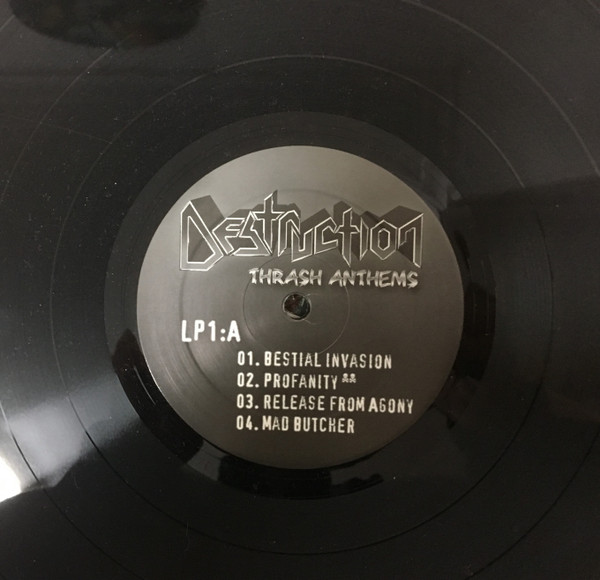 DESTRUCTION
THRASH ANTHEMS
LP1:A
01. BESTIAL INVASION
02. PROFANITY **
03. RELEASE FROM AGONY
04. MAD BUTCHER